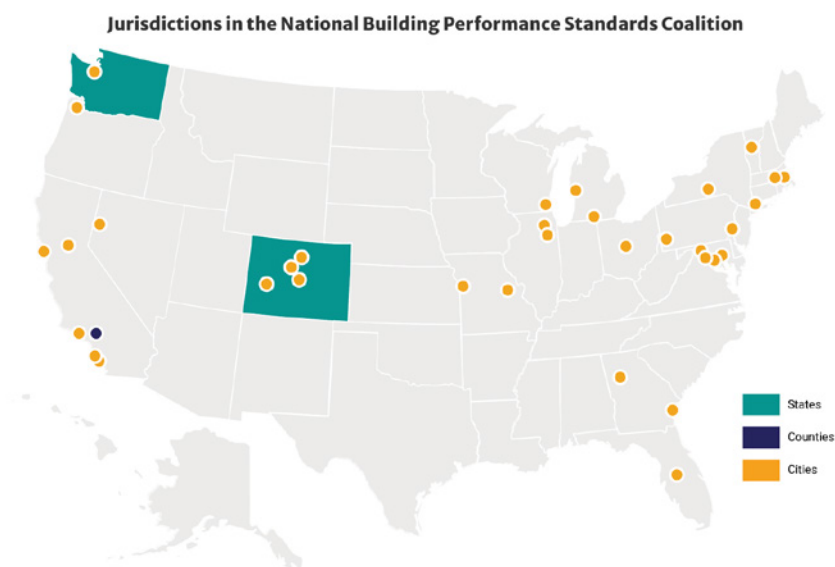 Jurisdictions in the National Building Performance Standards Coalition
States
Counties
Cities